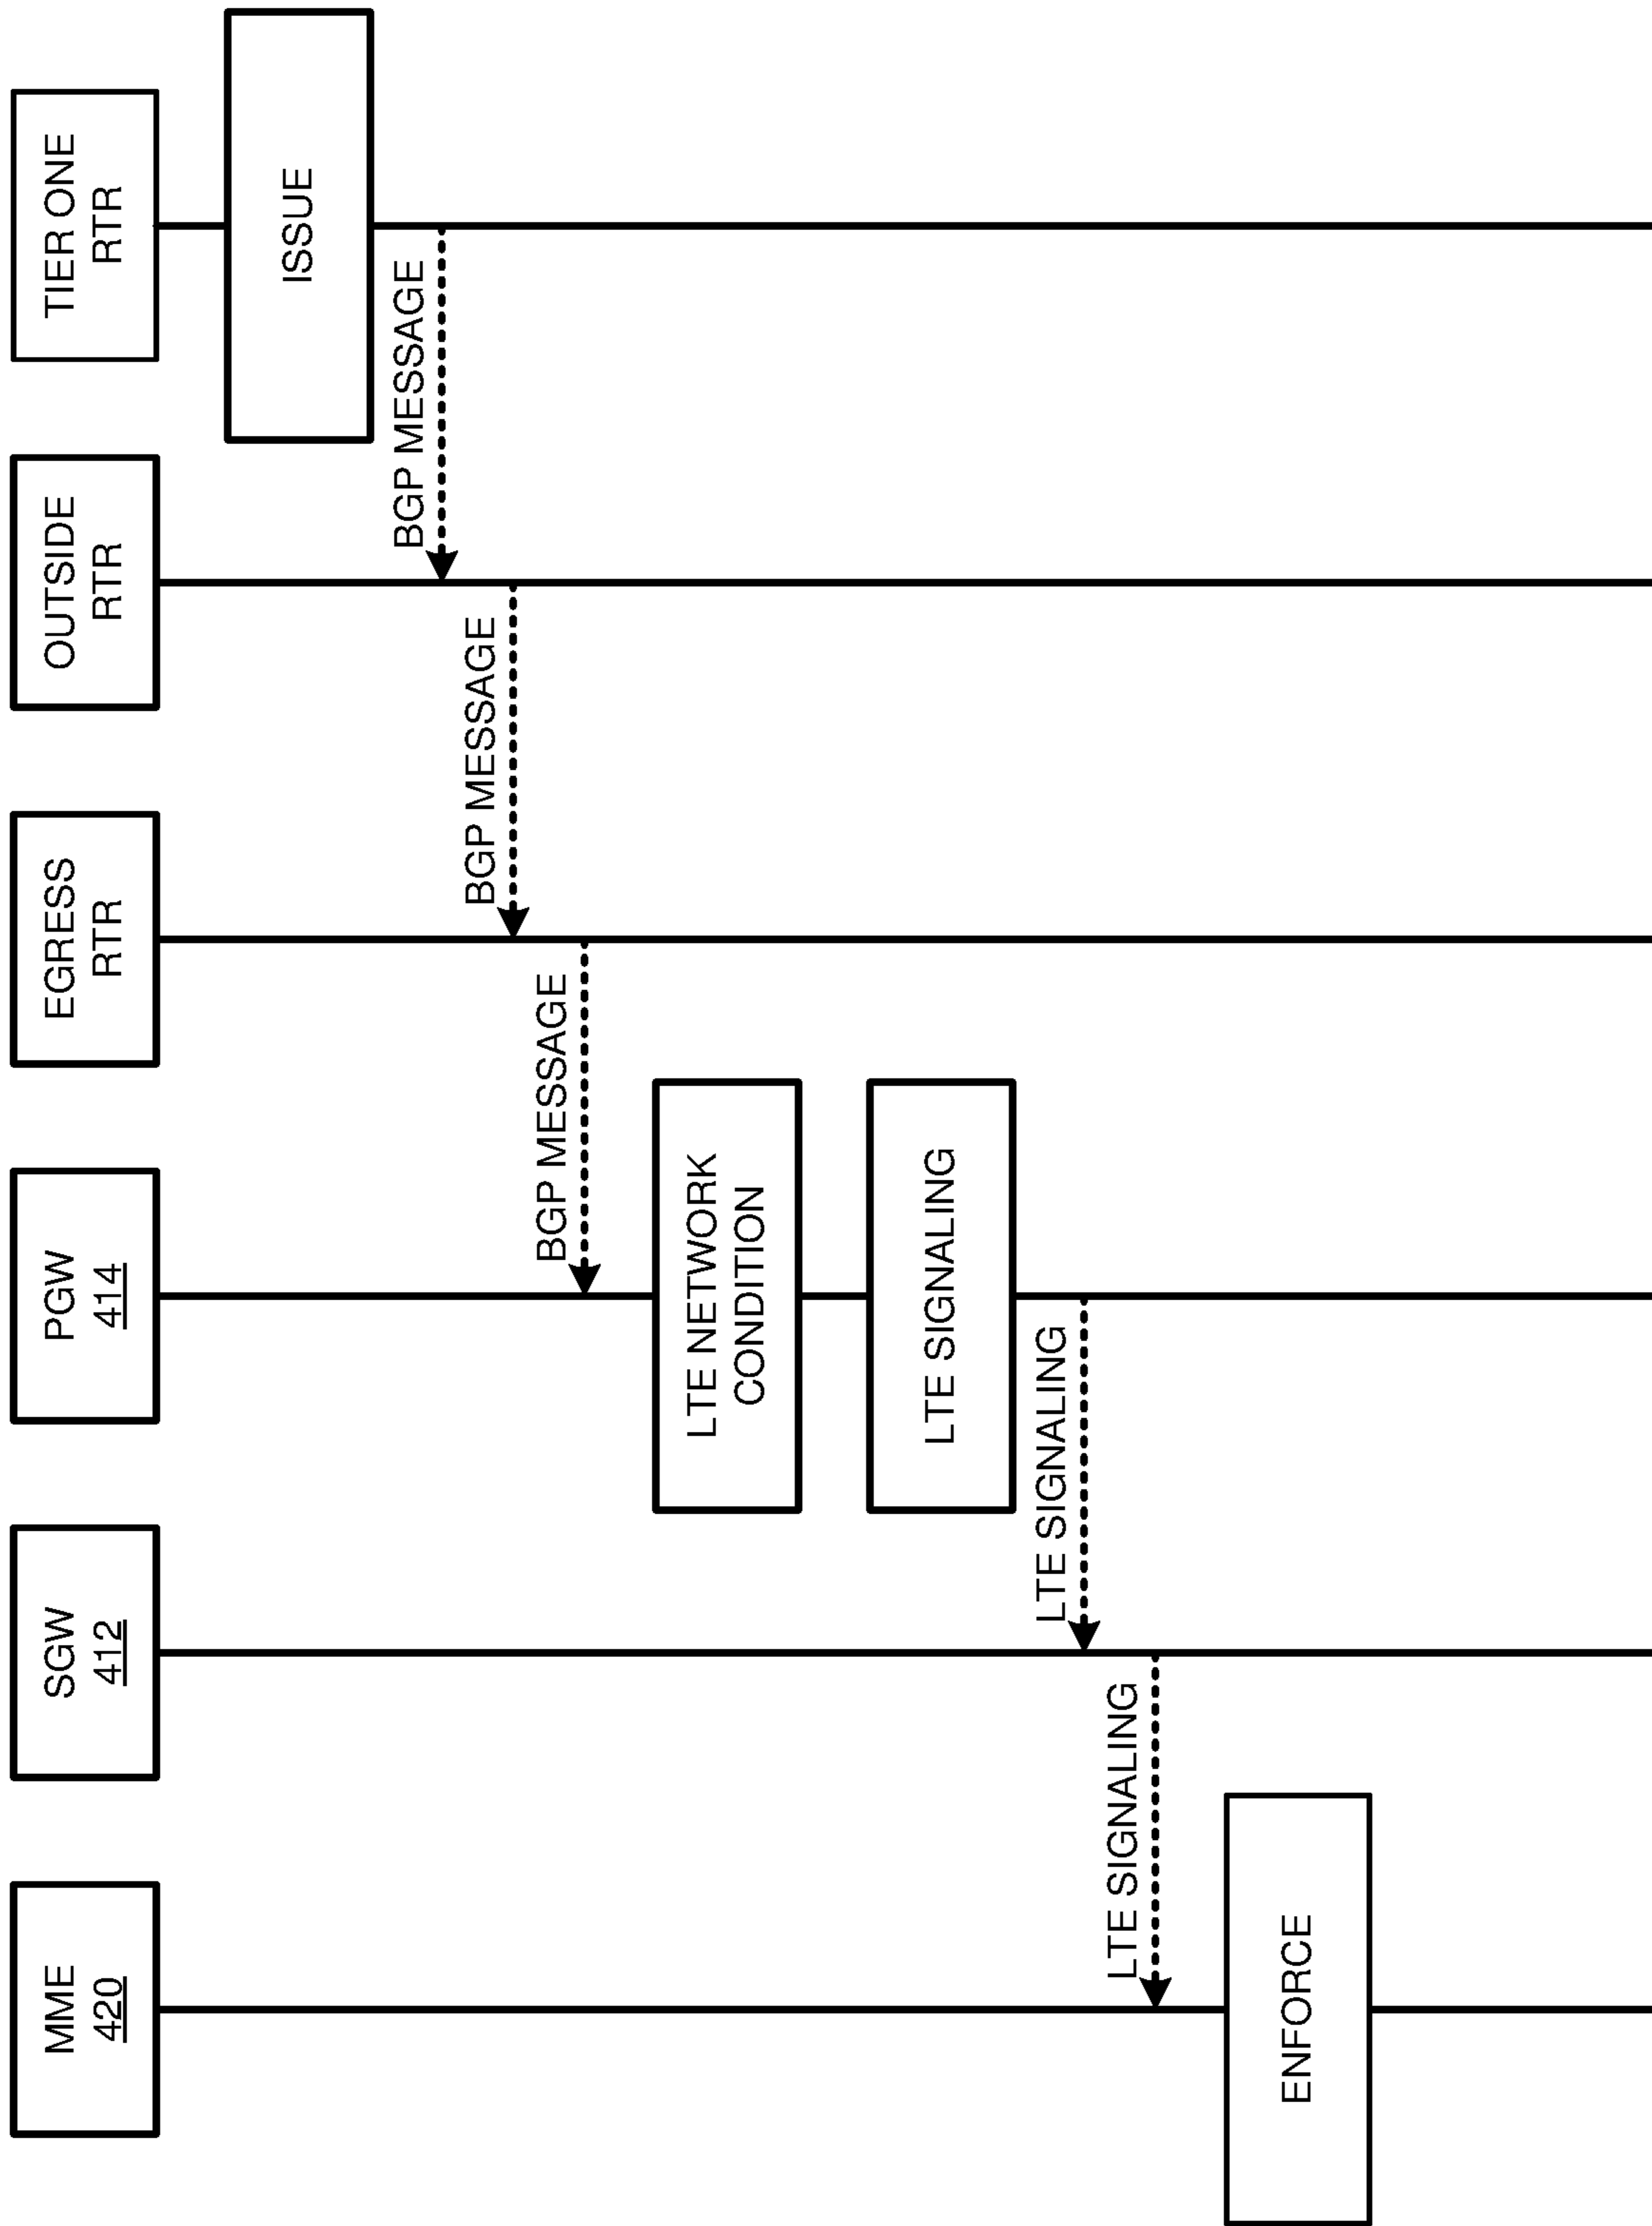 MME
420
SGW
412
PGW
414
EGRESS
RTR
OUTSIDE
RTR
TIER ONE
RTR
ISSUE
BGP MESSAGE
BGP MESSAGE
BGP MESSAGE
LTE NETWORK
CONDITION
LTE SIGNALING
LTE SIGNALING
LTE SIGNALING
ENFORCE